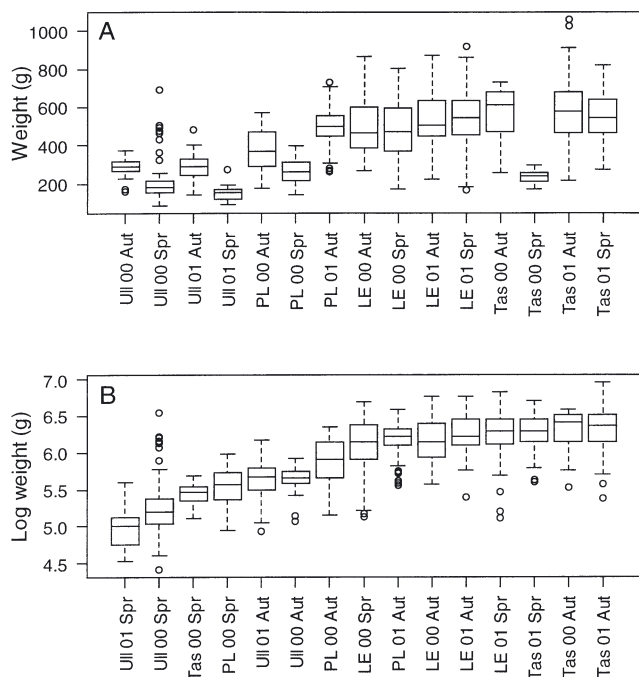 A
Weight (g)
1000
800
600
400
200
Ull 00 Aut
Ull 00 Spr
Ull 01 Aut
Ull 01 Spr
PL 00 Aut
PL 00 Spr
PL 01 Aut
LE 00 Aut
LE 00 Spr
LE 01 Aut
LE 01 Spr
Tas 00 Aut
Tas 00 Spr
Tas 01 Aut
Tas 01 Spr
B
Log weight (g)
7.0
6.5
6.0
5.5
5.0
4.5
Ull 01 Spr
Ull 00 Spr
Tas 00 Spr
PL 00 Spr
Ull 01 Aut
Ull 00 Aut
PL 00 Aut
LE 00 Spr
PL 01 Aut
LE 00 Aut
LE 01 Aut
LE 01 Spr
Tas 01 Spr
Tas 00 Aut
Tas 01 Aut